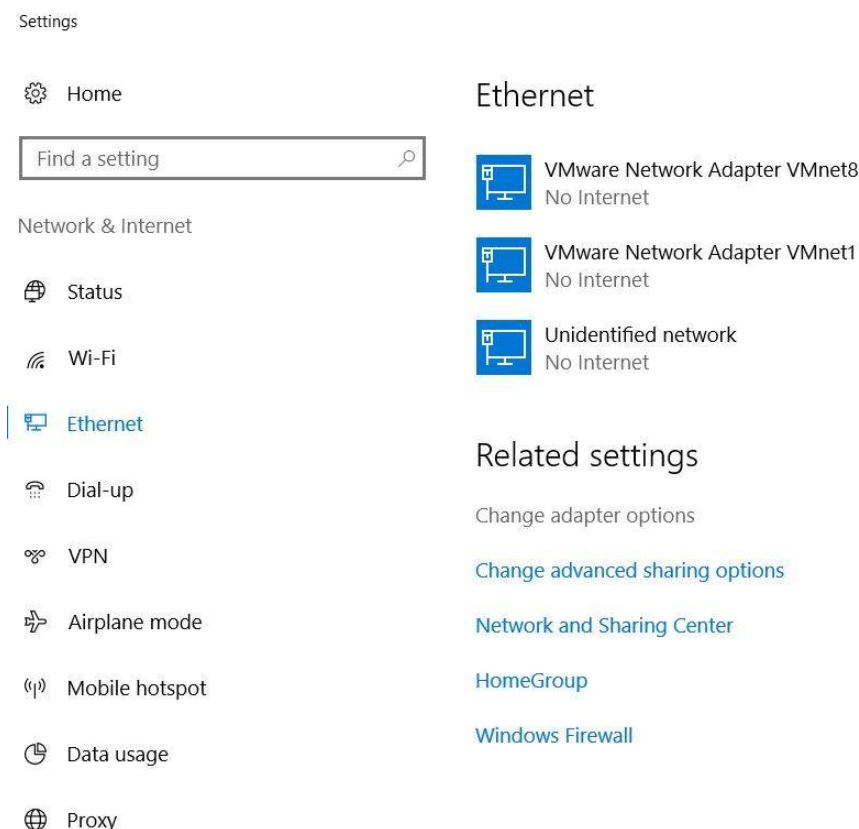 Settings
Home
Find a setting
Network & Internet
Status
Wi-Fi
Ethernet
Dial-up
VPN
Airplane mode
Mobile hotspot
Data usage
Proxy
Ethernet
VMware Network Adapter VMnet8
No Internet
VMware Network Adapter VMnet1
No Internet
Unidentified network
No Internet
Related settings
Change adapter options
Change advanced sharing options
Network and Sharing Center
HomeGroup
Windows Firewall